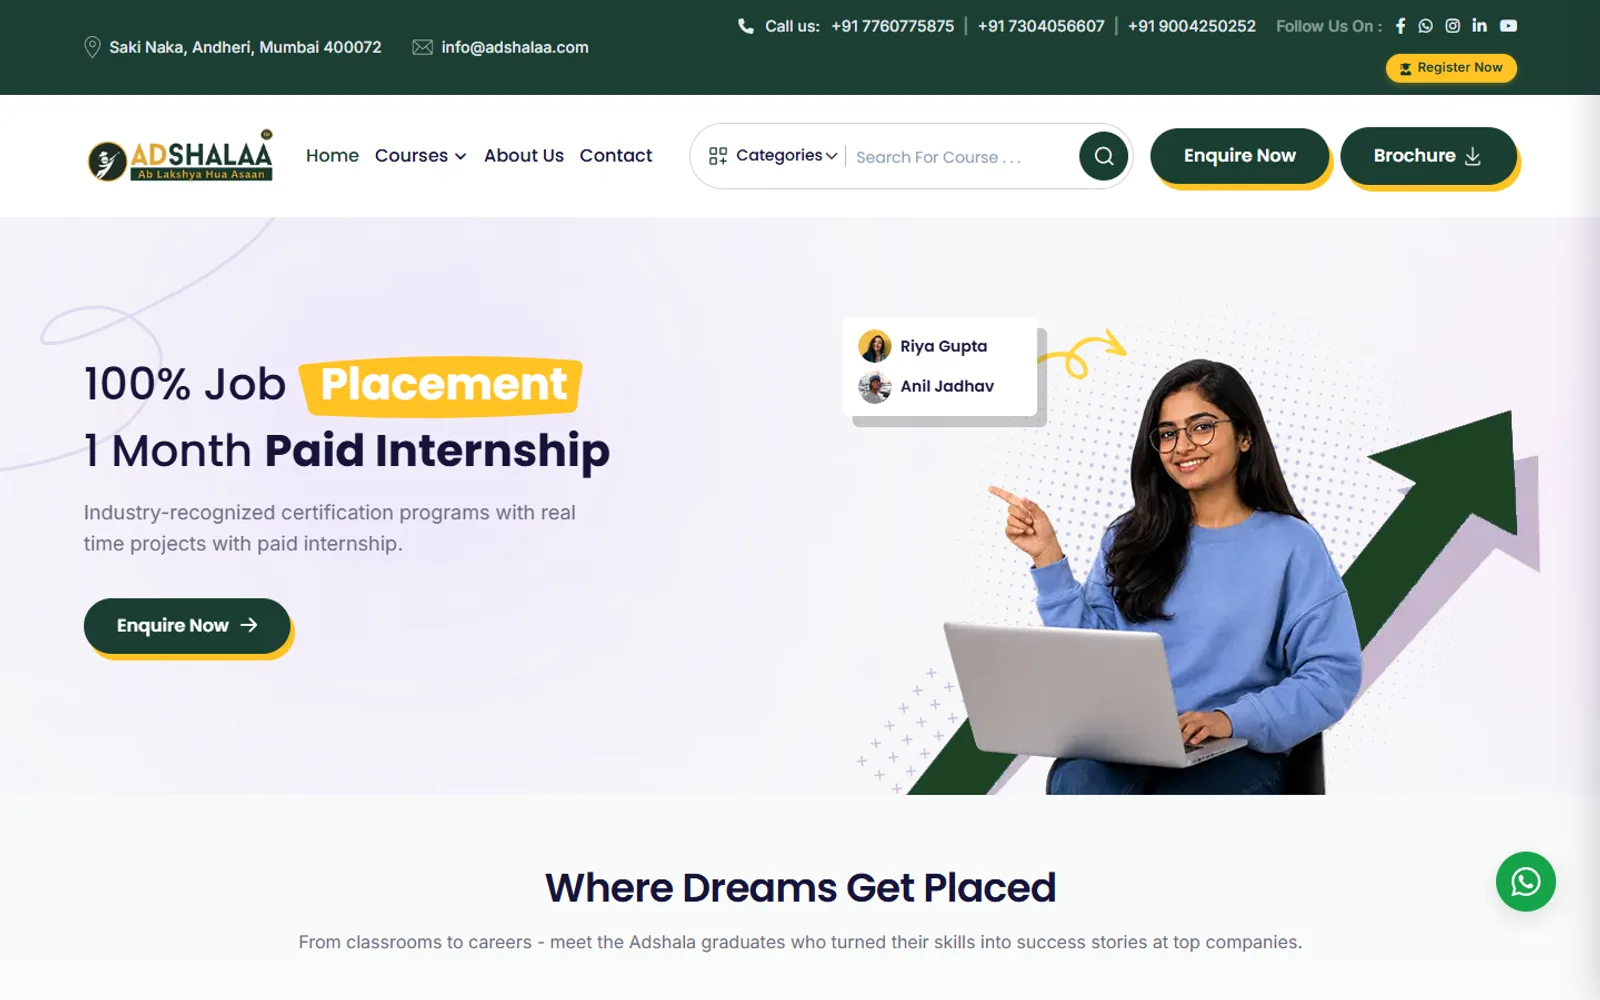 Saki Naka, Andheri, Mumbai 400072
info@adshalaa.com
Call us: +91 7760775875 | +91 7304056607 | +91 9004250252
Follow Us On :
Register Now
ADSHALAA
Ab Lakshya Hua Asaan
Home
Courses
About Us
Contact
Categories
Search For Course . . .
Enquire Now
Brochure
100% Job Placement
1 Month Paid Internship
Industry-recognized certification programs with real
time projects with paid internship.
Enquire Now
Riya Gupta
Anil Jadhav
Where Dreams Get Placed
From classrooms to careers - meet the Adshala graduates who turned their skills into success stories at top companies.